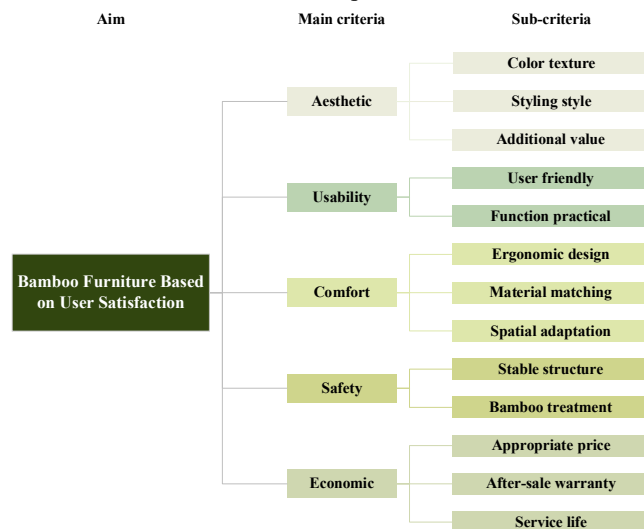 Aim Main criteria Sub-criteria
Color texture
Aesthetic
Styling style
Additional value
User friendly
Usability
Function practical
Bamboo Furniture Based
on User Satisfaction
Ergonomic design
Comfort
Material matching
Spatial adaptation
Stable structure
Safety
Bamboo treatment
Appropriate price
Economic
After-sale warranty
Service life